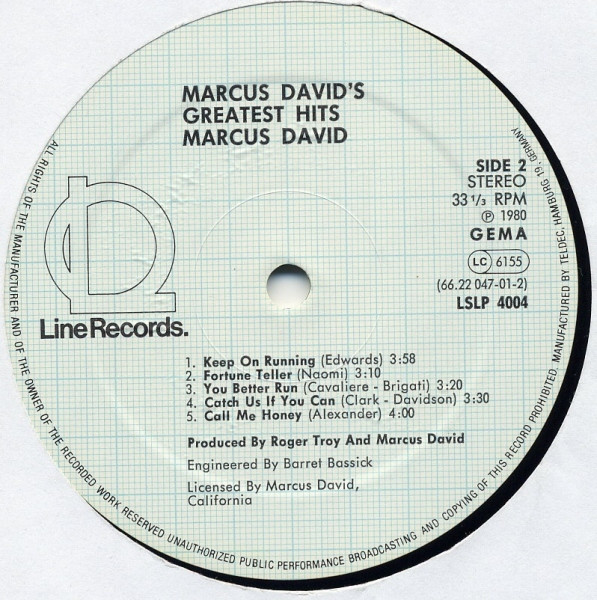 MARCUS DAVID'S
GREATEST HITS
MARCUS DAVID
SIDE 2
STEREO
33 1/3 RPM
Ⓟ 1980
GEMA
LC 6155
(66.22 047-01-2)
LSLP 4004
Line Records.
1. Keep On Running (Edwards) 3:58
2. Fortune Teller (Naomi) 3:10
3. You Better Run (Cavaliere - Brigati) 3:20
4. Catch Us If You Can (Clark - Davidson) 3:30
5. Call Me Honey (Alexander) 4:00
Produced By Roger Troy And Marcus David
Engineered By Barret Bassick
Licensed By Marcus David,
California
ALL RIGHTS OF THE MANUFACTURER AND OF THE OWNER OF THE RECORDED WORK RESERVED UNAUTHORIZED PUBLIC PERFORMANCE BROADCASTING AND COPYING OF THIS RECORD PROHIBITED. MANUFACTURED BY TELDEC, HAMBURG 19, GERMANY